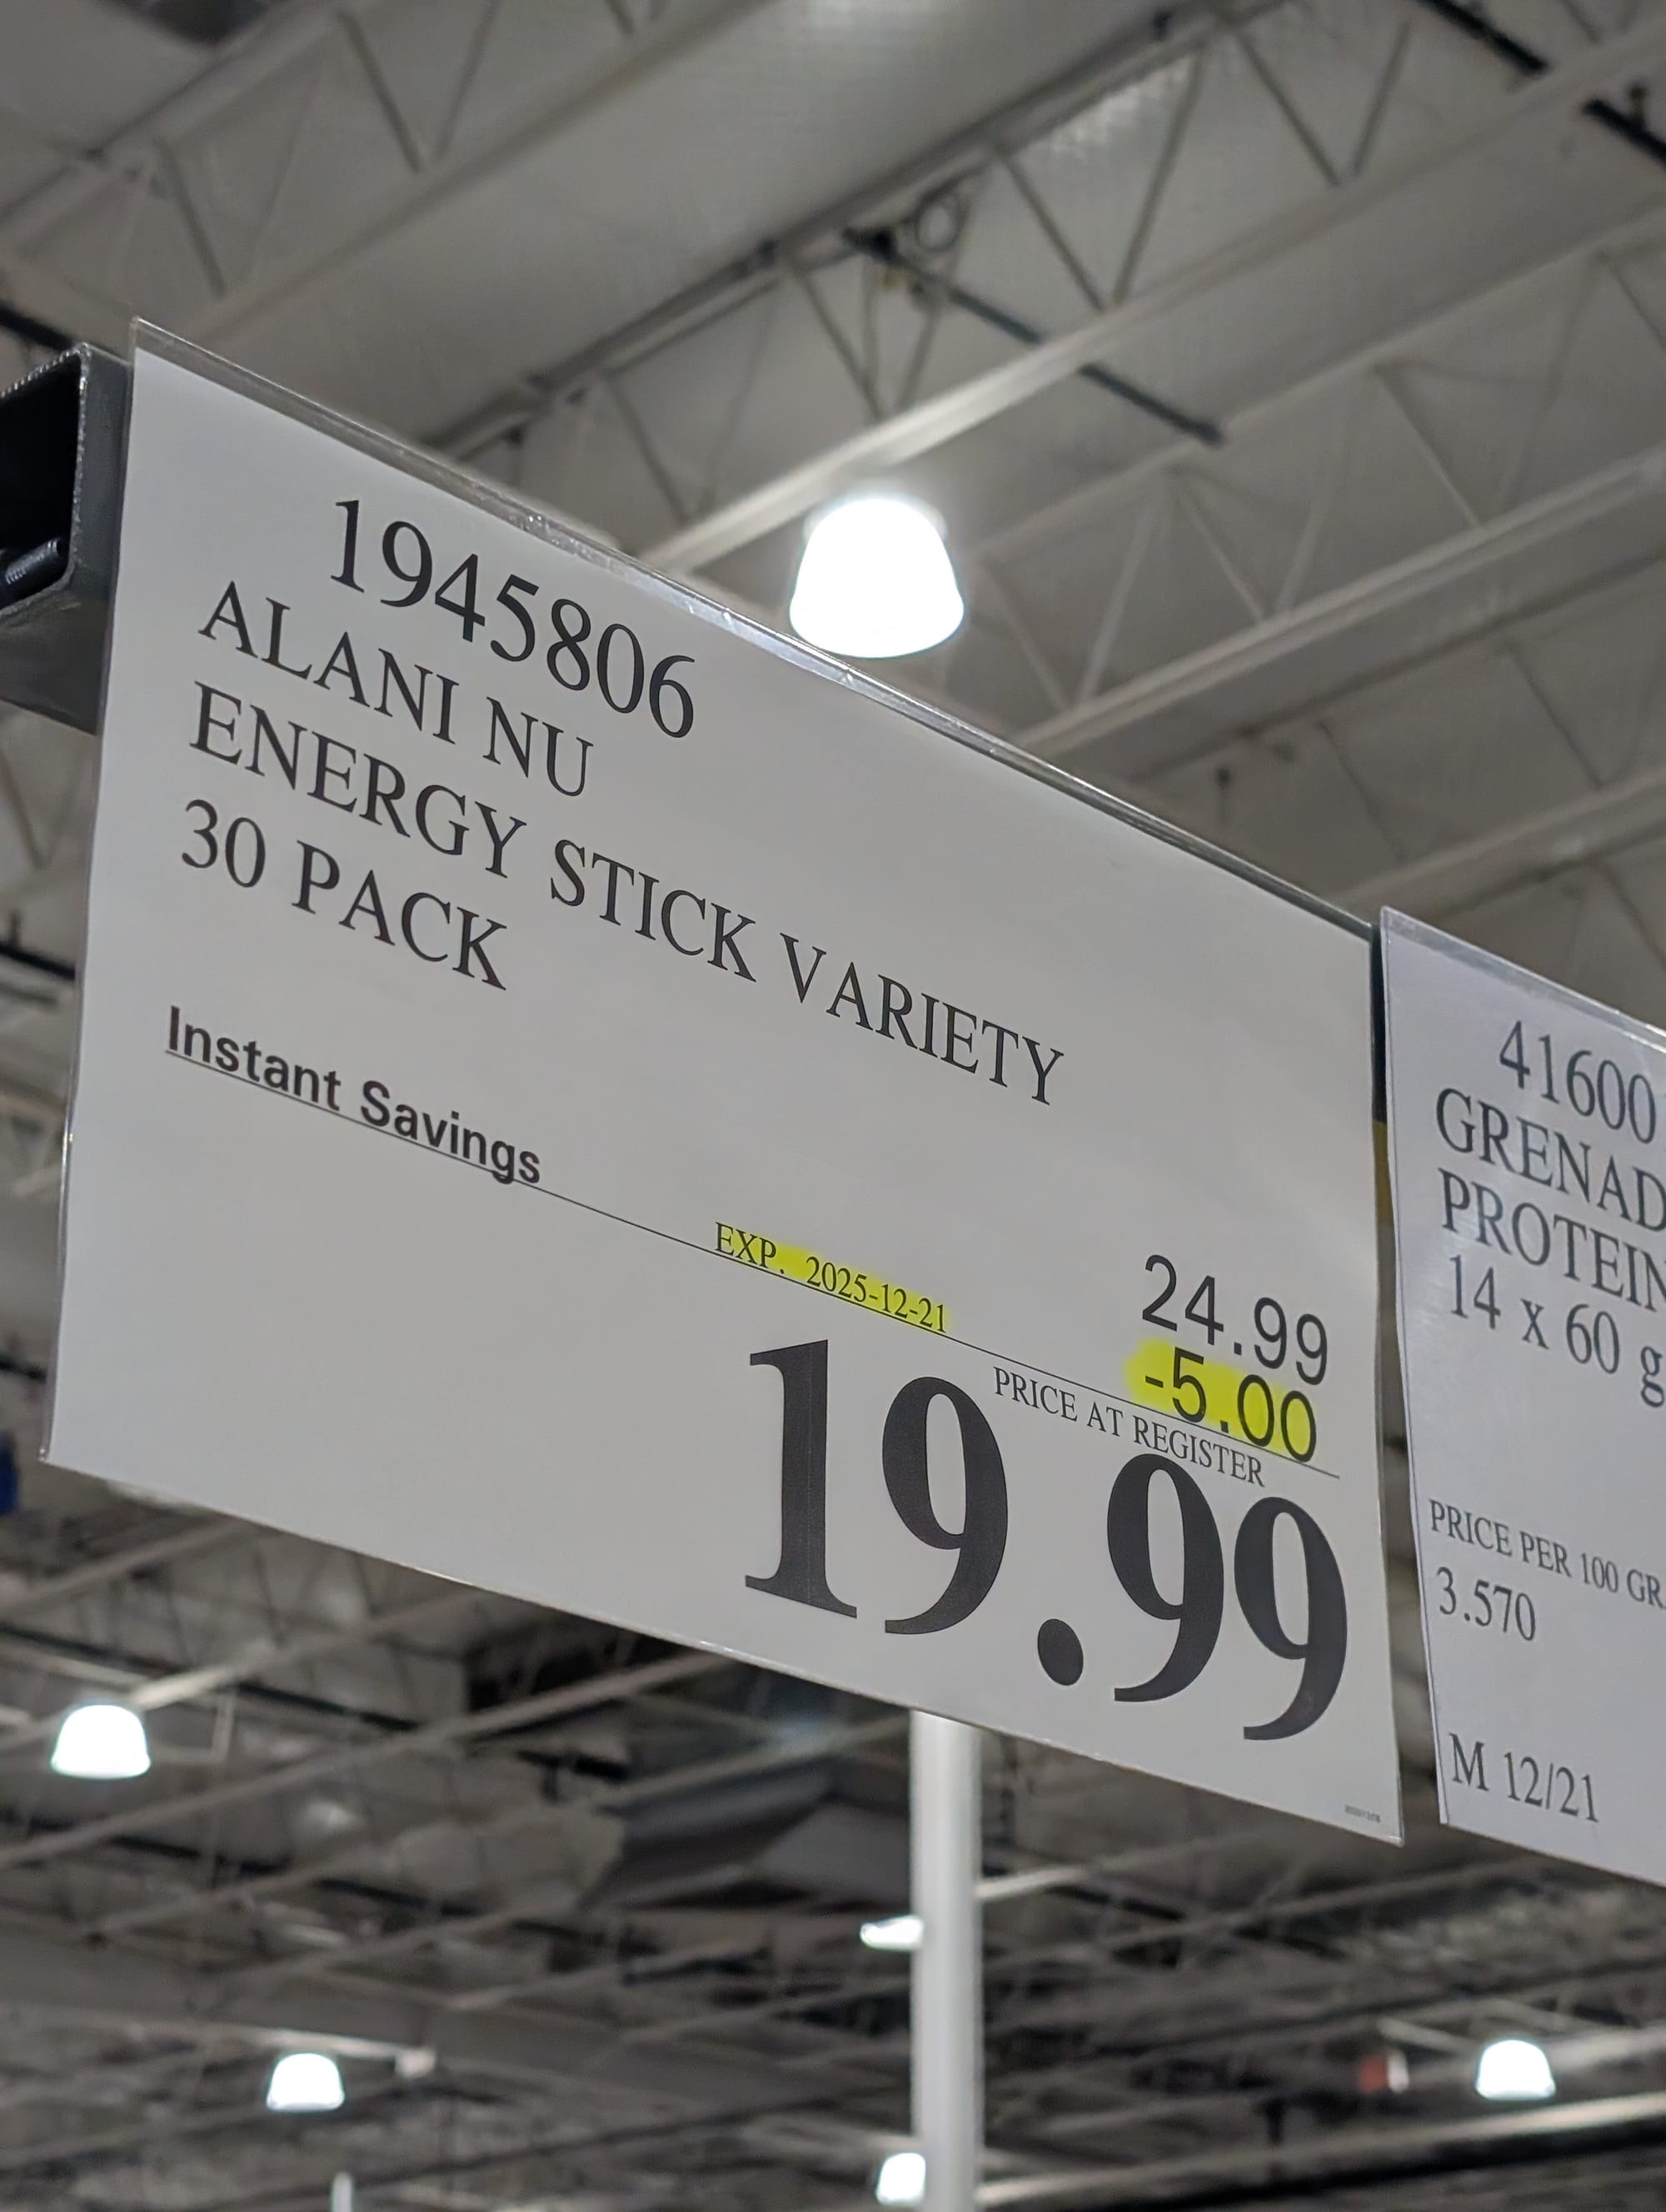 1945806
ALANI NU
ENERGY STICK VARIETY
30 PACK
Instant Savings
24.99
EXP. 2025-12-21
-5.00
PRICE AT REGISTER
19.99
41600
GRENAD
PROTEIN
14 x 60 g
PRICE PER 100 GR
3.570
M 12/21